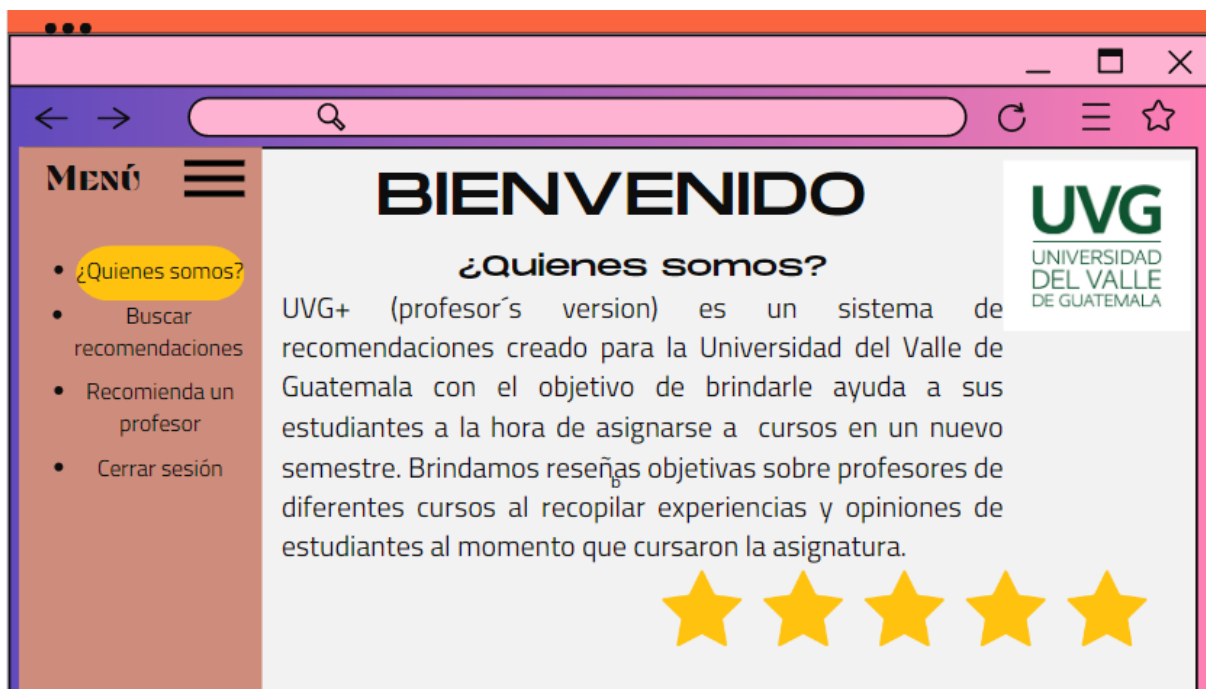 Menú
¿Quienes somos?
Buscar
recomendaciones
Recomienda un
profesor
Cerrar sesión
BIENVENIDO
¿Quienes somos?
UVG+ (profesor´s version) es un sistema de
recomendaciones creado para la Universidad del Valle de
Guatemala con el objetivo de brindarle ayuda a sus
estudiantes a la hora de asignarse a cursos en un nuevo
semestre. Brindamos reseñas objetivas sobre profesores de
diferentes cursos al recopilar experiencias y opiniones de
estudiantes al momento que cursaron la asignatura.
UVG
UNIVERSIDAD
DEL VALLE
DE GUATEMALA